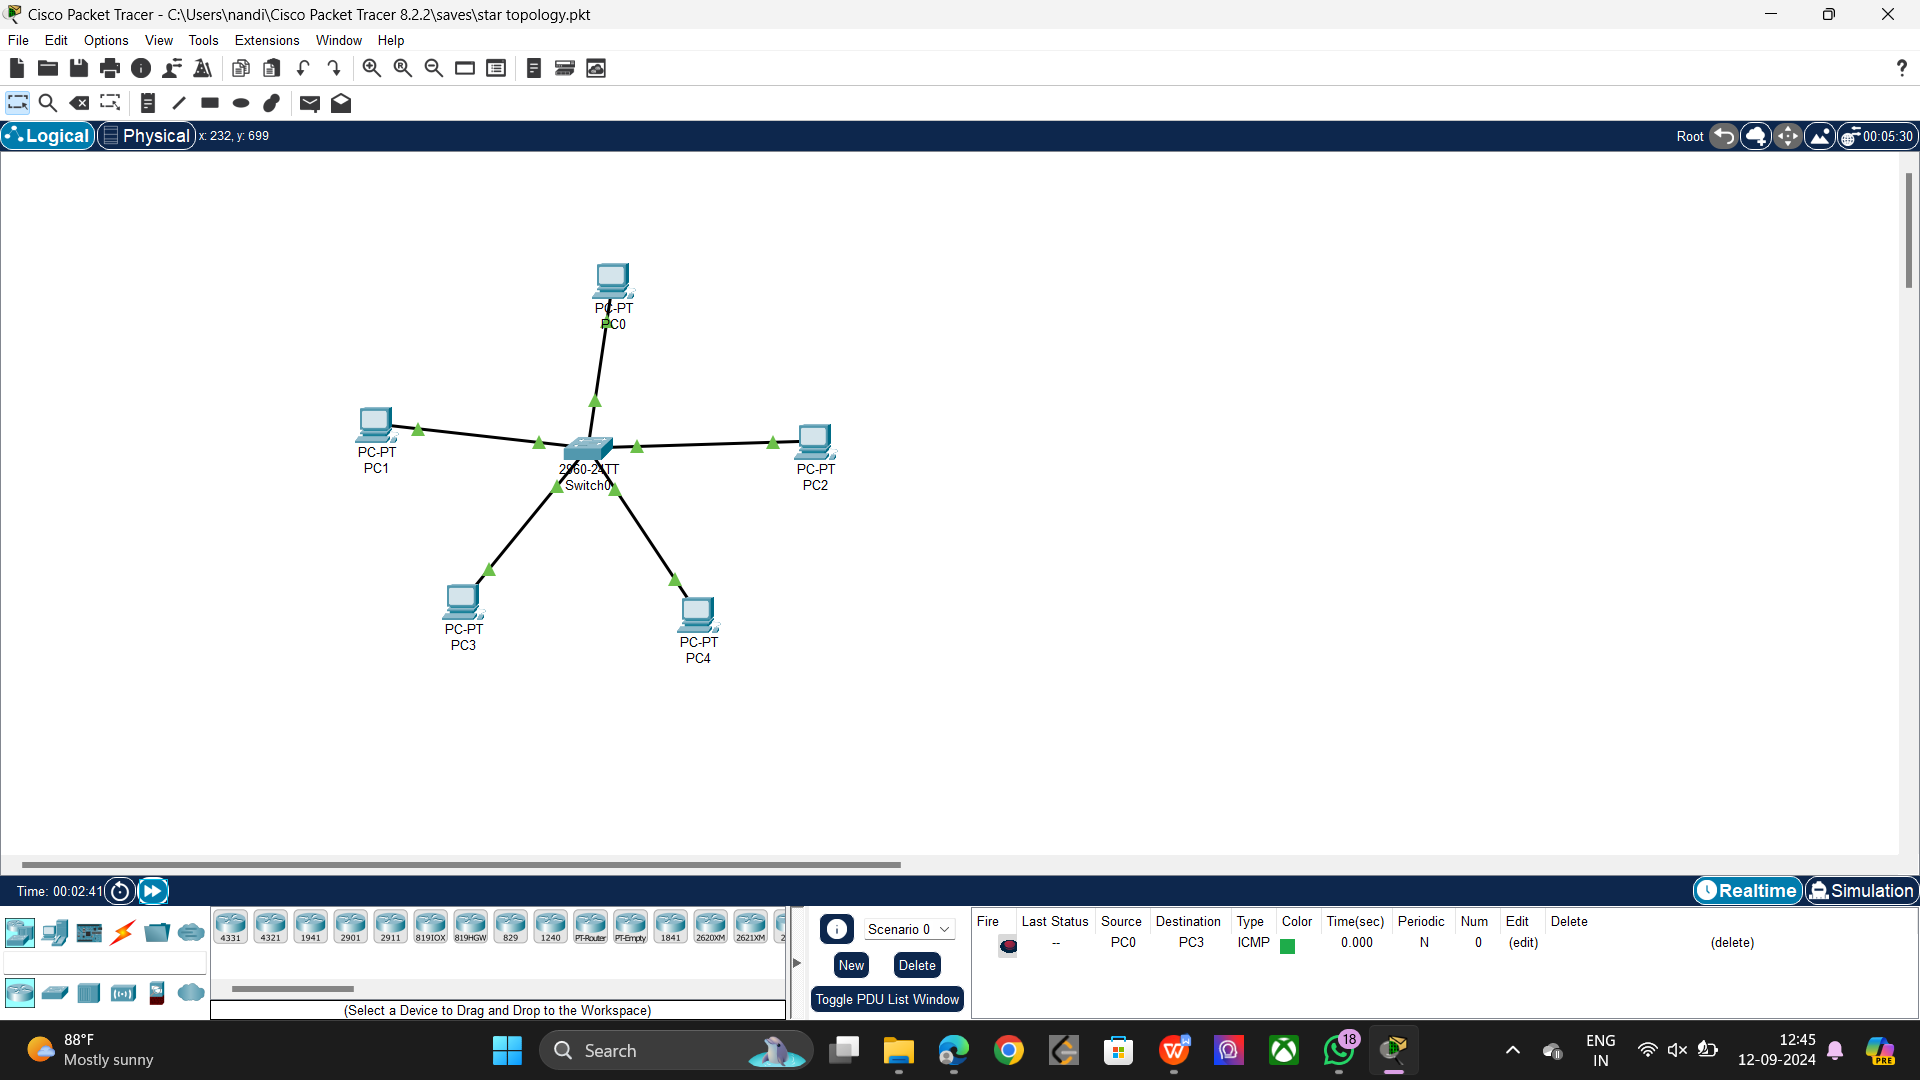 Cisco Packet Tracer - C:\Users\nandi\Cisco Packet Tracer 8.2.2\saves\star topology.pkt
File Edit Options View Tools Extensions Window Help
Logical Physical x: 232, y: 699 Root 00:05:30
PC-PT
PC0
PC-PT
PC1
2960-24TT
Switch0
PC-PT
PC2
PC-PT
PC3
PC-PT
PC4
Time: 00:02:41 Realtime Simulation
4331 4321 1941 2901 2911 819IOX 819HGW 829 1240 PT-Router PT-Empty 1841 2620XM 2621XM
(Select a Device to Drag and Drop to the Workspace)
Scenario 0
New Delete
Toggle PDU List Window
Fire Last Status Source Destination Type Color Time(sec) Periodic Num Edit Delete
-- PC0 PC3 ICMP 0.000 N 0 (edit) (delete)
88°F
Mostly sunny
Search
18
PRE
ENG
IN
12:45
12-09-2024